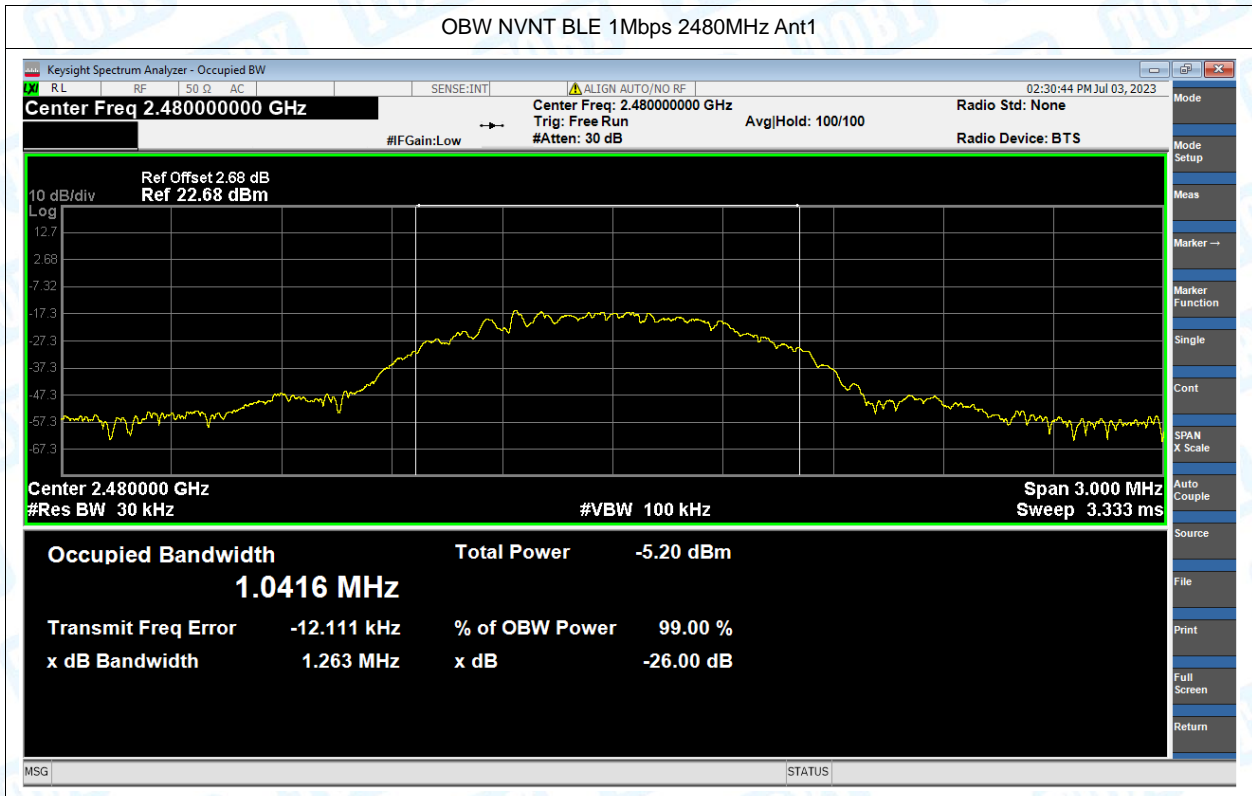 OBW NVNT BLE 1Mbps 2480MHz Ant1
Keysight Spectrum Analyzer - Occupied BW
LXI RL RF 50 Ω AC SENSE:INT ALIGN AUTO/NO RF 02:30:44 PM Jul 03, 2023
Center Freq 2.480000000 GHz
Center Freq: 2.480000000 GHz
Radio Std: None
Trig: Free Run
Avg|Hold: 100/100
#IFGain:Low
#Atten: 30 dB
Radio Device: BTS
Ref Offset 2.68 dB
10 dB/div Ref 22.68 dBm
Log
12.7
2.68
-7.32
-17.3
-27.3
-37.3
-47.3
-57.3
-67.3
Center 2.480000 GHz
Span 3.000 MHz
#Res BW 30 kHz
#VBW 100 kHz
Sweep 3.333 ms
Occupied Bandwidth
1.0416 MHz
Total Power -5.20 dBm
Transmit Freq Error -12.111 kHz
% of OBW Power 99.00 %
x dB Bandwidth 1.263 MHz
x dB -26.00 dB
MSG
STATUS
Mode
Mode
Setup
Meas
Marker→
Marker
Function
Single
Cont
SPAN
X Scale
Auto
Couple
Source
File
Print
Full
Screen
Return
TOBY
TOBY
TOBY